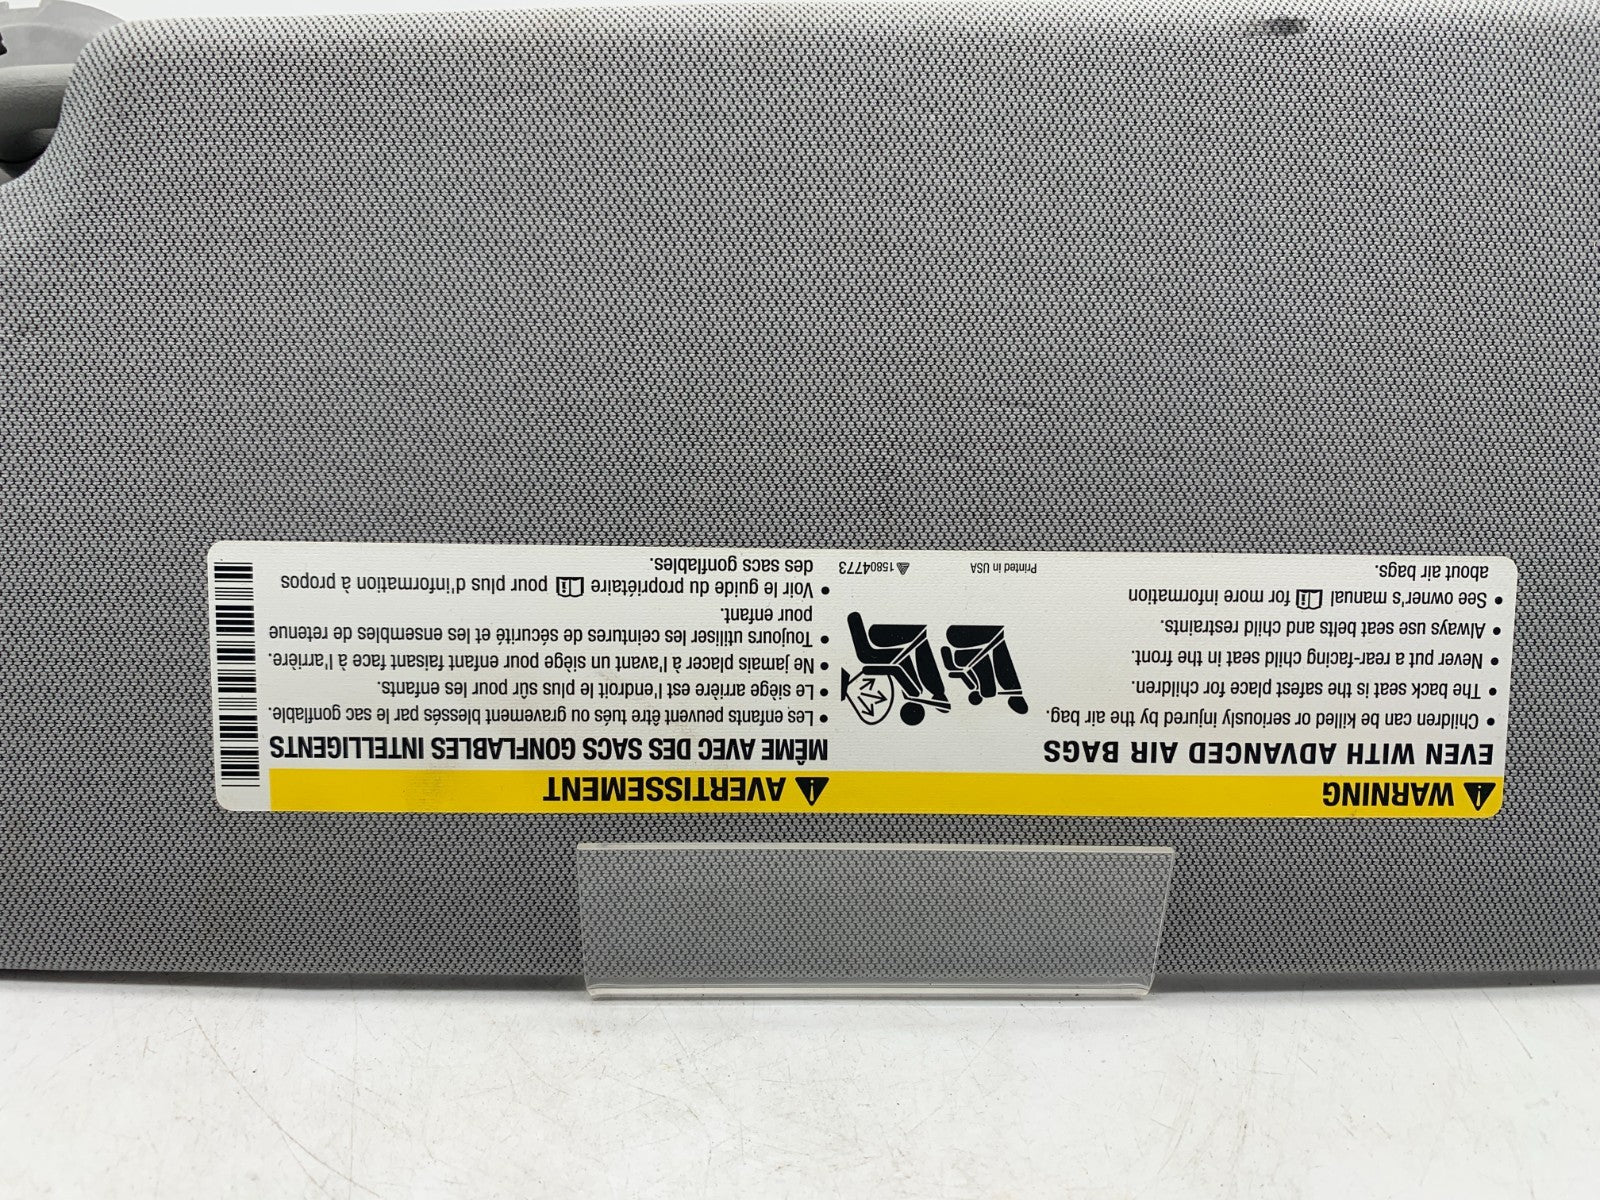 WARNING
EVEN WITH ADVANCED AIR BAGS
• Children can be killed or seriously injured by the air bag.
• The back seat is the safest place for children.
• Never put a rear-facing child seat in the front.
• Always use seat belts and child restraints.
• See owner's manual for more information
about air bags.
Printed in USA
15804773
AVERTISSEMENT
MÊME AVEC DES SACS GONFLABLES INTELLIGENTS
• Les enfants peuvent être tués ou gravement blessés par le sac gonflable.
• Le siège arrière est l'endroit le plus sûr pour les enfants.
• Ne jamais placer à l'avant un siège pour enfant faisant face à l'arrière.
• Toujours utiliser les ceintures de sécurité et les ensembles de retenue
pour enfant.
• Voir le guide du propriétaire pour plus d'information à propos
des sacs gonflables.